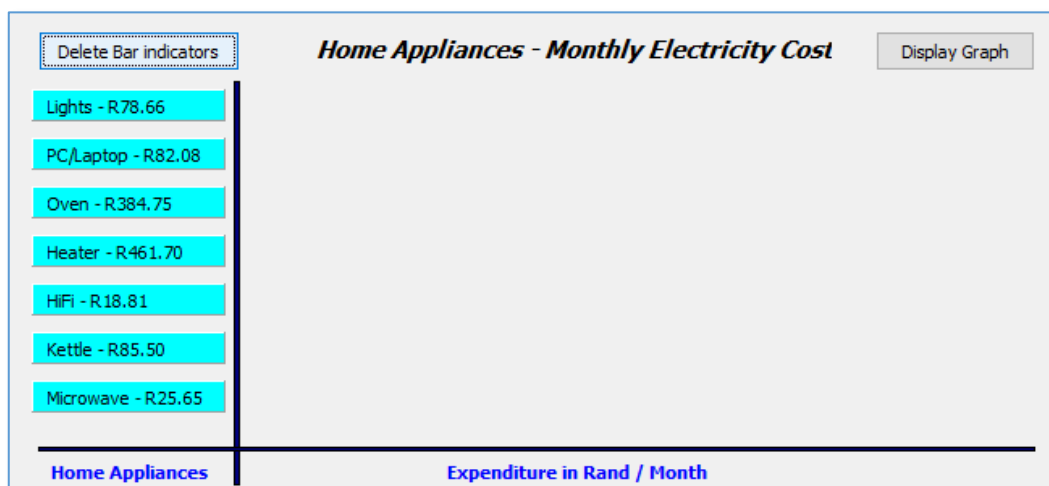 Delete Bar indicators
Home Appliances - Monthly Electricity Cost
Display Graph
Lights - R78.66
PC/Laptop - R82.08
Oven - R384.75
Heater - R461.70
HiFi - R18.81
Kettle - R85.50
Microwave - R25.65
Home Appliances
Expenditure in Rand / Month